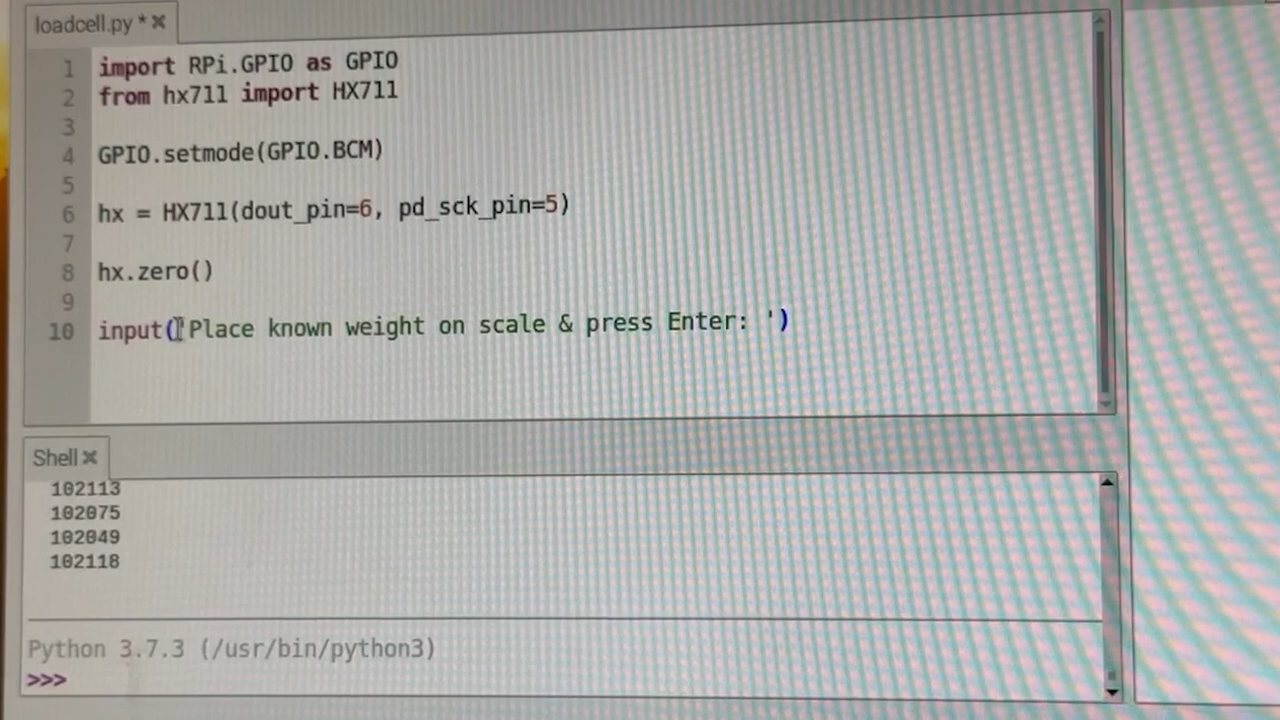 loadcell.py *
1 import RPi.GPIO as GPIO
2 from hx711 import HX711
3
4 GPIO.setmode(GPIO.BCM)
5
6 hx = HX711(dout_pin=6, pd_sck_pin=5)
7
8 hx.zero()
9
10 input('Place known weight on scale & press Enter: ')
Shell
102113
102075
102049
102118
Python 3.7.3 (/usr/bin/python3)
>>>